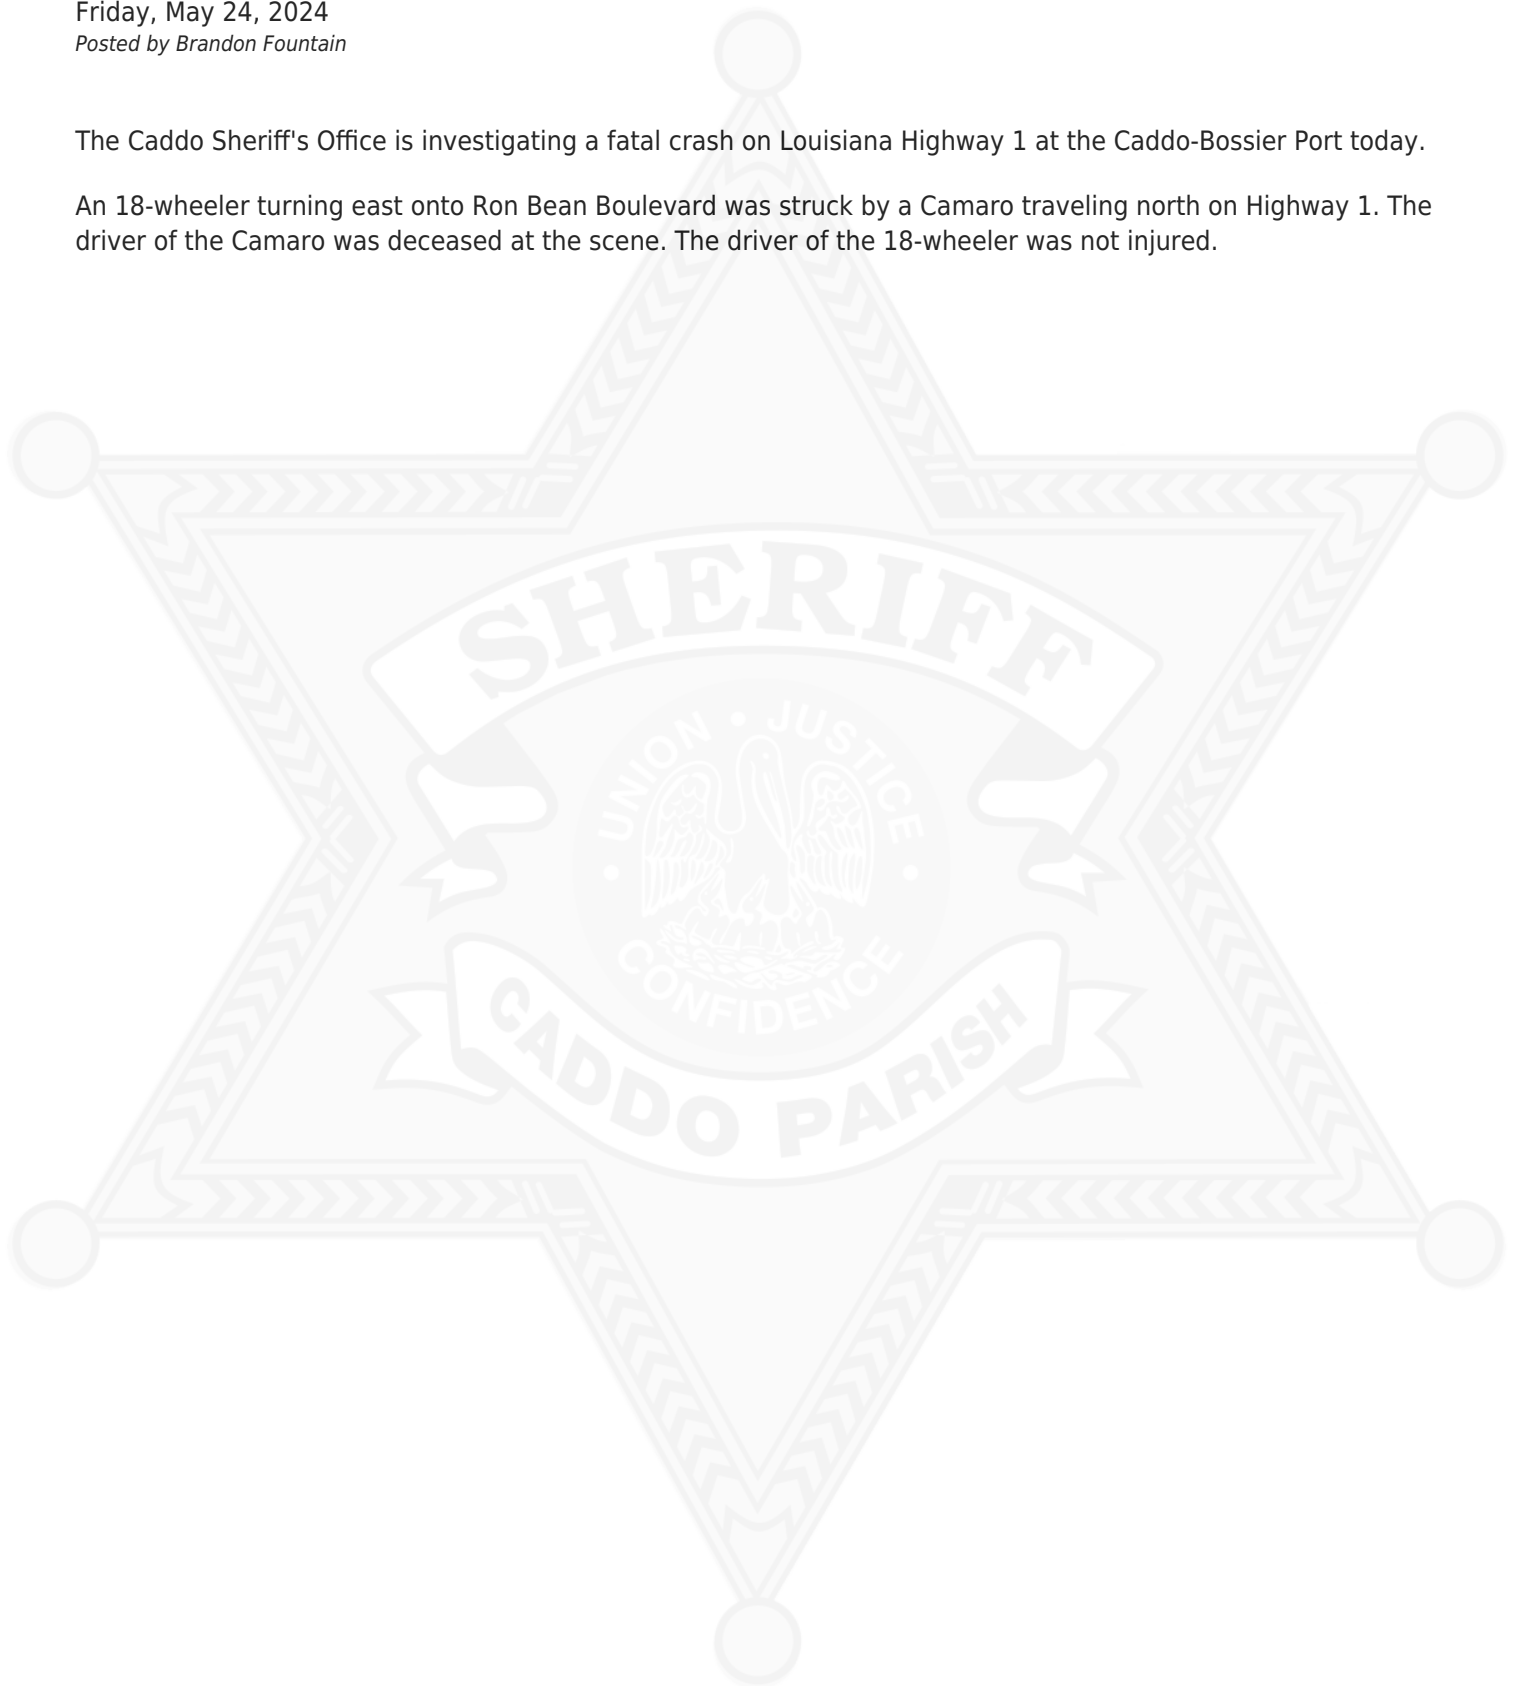 Friday, May 24, 2024
Posted by Brandon Fountain
The Caddo Sheriff's Office is investigating a fatal crash on Louisiana Highway 1 at the Caddo-Bossier Port today.
An 18-wheeler turning east onto Ron Bean Boulevard was struck by a Camaro traveling north on Highway 1. The
driver of the Camaro was deceased at the scene. The driver of the 18-wheeler was not injured.
SHERIFF
UNION • JUSTICE
• CONFIDENCE •
CADDO PARISH